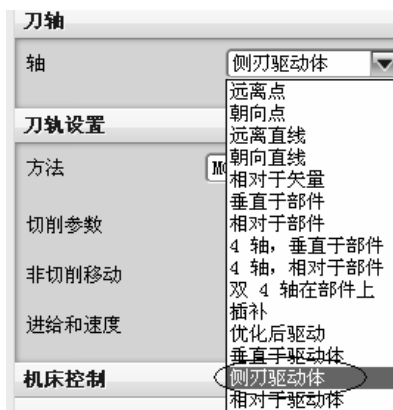 刀轴
轴
侧刃驱动体
远离点
朝向点
远离直线
朝向直线
相对于矢量
垂直于部件
相对于部件
4 轴，垂直于部件
4 轴，相对于部件
双 4 轴在部件上
插补
优化后驱动
垂直于驱动体
侧刃驱动体
相对于驱动体
刀轨设置
方法
切削参数
非切削移动
进给和速度
机床控制